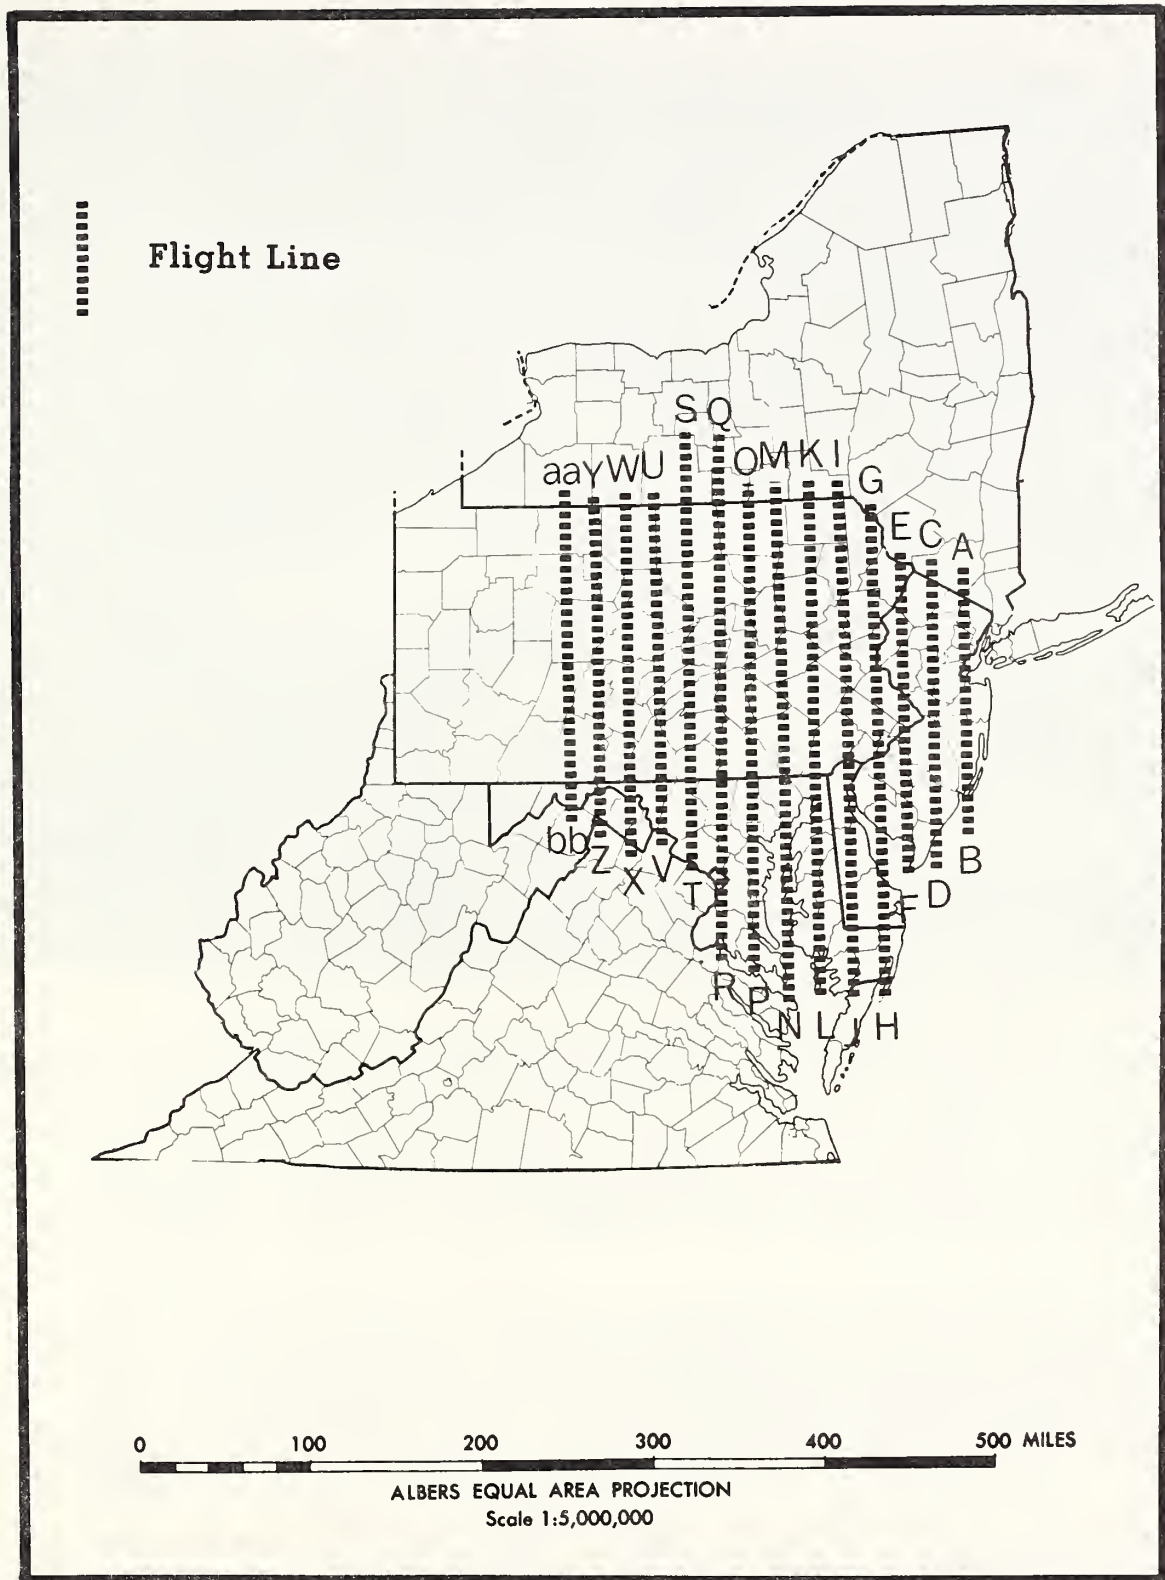 Flight Line
S Q
aa Y W U O M K I
G
E C A
bb Z X V T F D B
R P N L J H
0 100 200 300 400 500 MILES
ALBERS EQUAL AREA PROJECTION
Scale 1:5,000,000